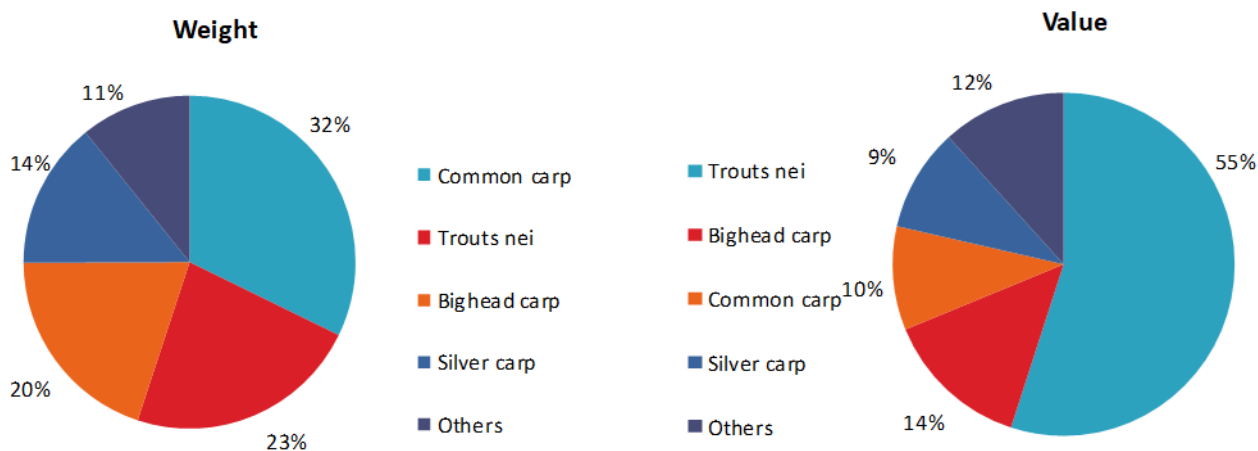 Weight
11%
32%
14%
20%
23%
Common carp
Trouts nei
Bighead carp
Silver carp
Others
Value
12%
9%
55%
10%
14%
Trouts nei
Bighead carp
Common carp
Silver carp
Others